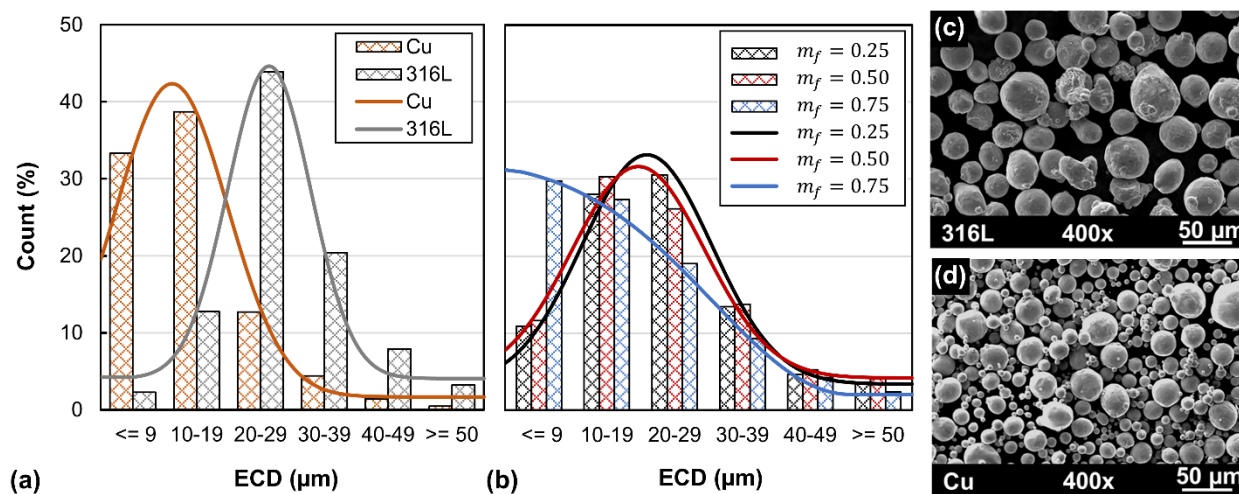 50
40
30
20
10
0
Count (%)
Cu
316L
Cu
316L
<= 9 10-19 20-29 30-39 40-49 >= 50
ECD (µm)
(a)
m_f = 0.25
m_f = 0.50
m_f = 0.75
m_f = 0.25
m_f = 0.50
m_f = 0.75
<= 9 10-19 20-29 30-39 40-49 >= 50
ECD (µm)
(b)
(c)
316L 400x 50 µm
(d)
Cu 400x 50 µm